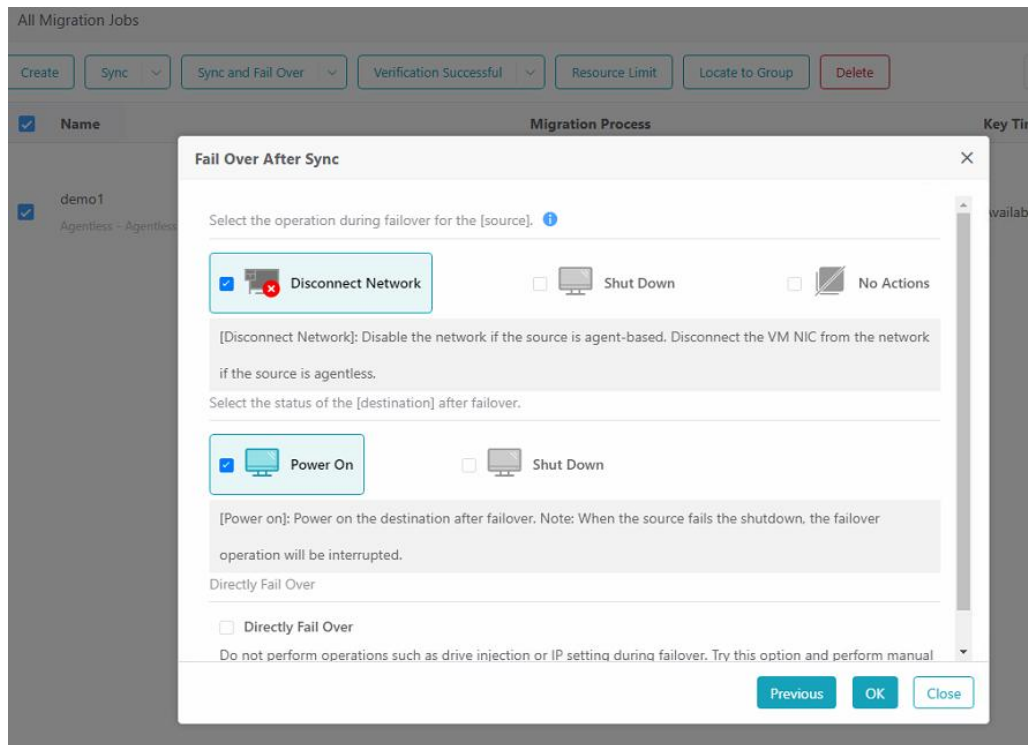 All Migration Jobs
Create Sync Sync and Fail Over Verification Successful Resource Limit Locate to Group Delete
Name Migration Process Key Tim
Fail Over After Sync
demo1
Agentless - Agentless
Select the operation during failover for the [source].
Disconnect Network Shut Down No Actions
[Disconnect Network]: Disable the network if the source is agent-based. Disconnect the VM NIC from the network
if the source is agentless.
Select the status of the [destination] after failover.
Power On Shut Down
[Power on]: Power on the destination after failover. Note: When the source fails the shutdown, the failover
operation will be interrupted.
Directly Fail Over
Directly Fail Over
Do not perform operations such as drive injection or IP setting during failover. Try this option and perform manual
Previous OK Close